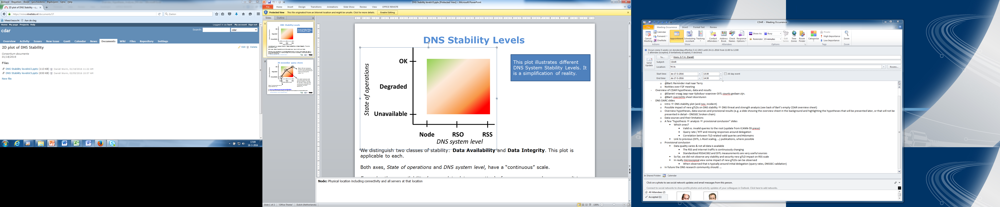 Bestand Bewerken Beeld Geschiedenis Bladwijzers Extra Help
2D plot of DNS Stability - c...
https://mine.nlnetlabs.nl/documents/17
Zoeken
Meest bezocht Aan de slag
Home My page Projects Help
Logged in as bart My account Sign out
cdar
Search:
cdar
Overview Activity Issues New issue Gantt Calendar News Documents Wiki Files Repository Settings
2D plot of DNS Stability
Edit Delete
Consortium documents
01/18/2016
Files
DNS Stability levelsV2.pptx (113 KB) Daniël Worm, 01/18/2016 11:22 AM
DNS Stability levelsV3.pptx (650 KB) Daniël Worm, 02/05/2016 10:57 AM
New file
17:09
18-3-2016
DNS Stability levelsV3.pptx [Protected View] - Microsoft PowerPoint
File Home Insert Design Transitions Animations Slide Show Review View OFFICE REMOTE
Protected View This file originated from an Internet location and might be unsafe. Click for more details. Enable Editing
Slides Outline
1
DNS Stability Levels
2
30 november query storm
DNS Stability Levels
State of operations
OK
Degraded
Unavailable
Node RSO RSS
DNS system level
This plot illustrates different
DNS System Stability Levels. It
is a simplification of reality.
We distinguish two classes of stability: Data Availability and Data Integrity. This plot is
applicable to each.
Both axes, State of operations and DNS system level, have a “continuous” scale.
Node: Physical location including connectivity and all servers at that location
Slide 1 of 2 "Office Theme" Dutch (Netherlands)
130%
CDAR - Meeting Occurrence
File Meeting Occurrence Insert Format Text Review
Cancel Meeting
Calendar
Forward
OneNote
Actions
Appointment
Scheduling Assistant
Tracking
Show
Contact Attendees
Address Book
Check Names
Response Options
Attendees
Show As: Busy
Reminder: 15 minutes
Edit Series
Time Zones
Room Finder
Options
Categorize
Private
High Importance
Low Importance
Tags
Zoom
Zoom
Occurs every 3 weeks on donderdag effective 3-12-2015 until 24-11-2016 from 11:00 to 12:00
1 attendee accepted, 0 tentatively accepted, 0 declined.
Send Update
To... Worm, D.T.H. (Daniël)
Subject: CDAR
Location: N.t.b.
Rooms...
Start time: do 17-3-2016 13:30 All day event
End time: do 17-3-2016 14:30
o @Bart: Reminder mail naar Terry
o Notities over F2F meeting
- Overview of CDAR hypotheses, data and results
o @Daniel: vraag Jaap naar tijdsduur waarover DITL counts gedaan zijn.
o @Bart: overzichts sheet doorsturen
- DNS OARC slides
o Intro ⇔ DNS stability plot (and nov. incident)
o Possible impact of new gTLDs on DNS stability ⇔ DNS threat and strength analysis (see back of Bart's empty CDAR overview sheet)
o Overview hypotheses, data sources and provisional results (e.g. a slide showing the overview sheet in the background and highlighting the hypotheses that will be presented later, or that will not be
presented in detail – DNSSEC broken chain)
o Data sources and their limitations
o A few “hypothesis ⇔ analysis ⇔ provisional conclusion” slides
▪ Which ones?
• Valid vs. invalid queries to the root (update from ICANN-55 preso)
• Query rate / RTT and missing responses around delegation
• Correlation between TLD related valid queries and #domains
▪ Link to previous (DITL, L-Root scaling, ...) publications, where possible
o Provisional conclusion
▪ Data quality varies & not all data is available
• The RSS and internet traffic is continuously changing
• Standardized RSSAC002 and DITL measurements are very useful sources
▪ So far, we did not observe any stability and security new gTLD impact on RSS scale
▪ In really microscopical view some impact of new gTLDs can be observed
• When observed that is typically around initial delegation (query rates, DNSSEC validation)
o In future the DNS research community should: ...
In Shared Folder: Calendar
Click on a photo to see social network updates and email messages from this person.
Connect to social networks to show profile photos and activity updates of your colleagues in Outlook. Click here to add networks.
All Attendees (2)
Accepted (1)